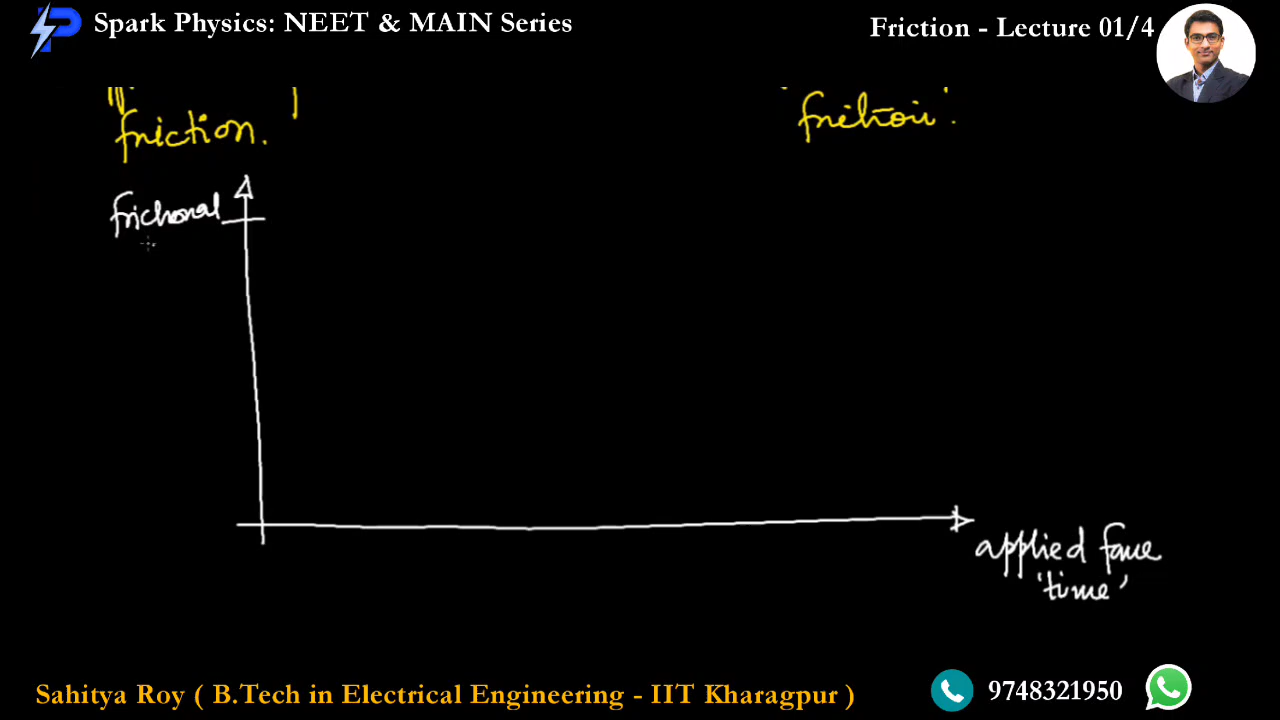 Spark Physics: NEET & MAIN Series
Friction - Lecture 01/4
friction.
'friction'.
frictional
applied force
'time'
Sahitya Roy ( B.Tech in Electrical Engineering - IIT Kharagpur )
9748321950